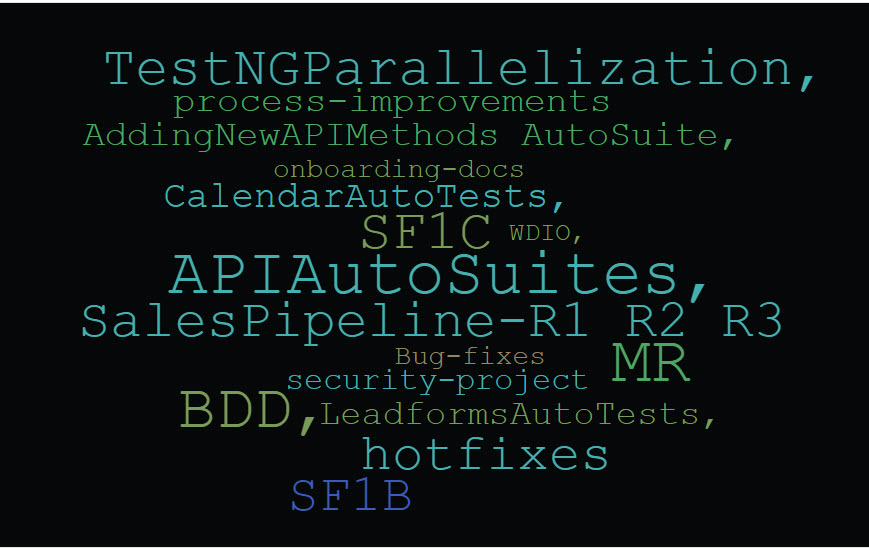 TestNGParallelization,
process-improvements
AddingNewAPIMethods AutoSuite,
onboarding-docs
CalendarAutoTests,
SF1C WDIO,
APIAutoSuites,
SalesPipeline-R1 R2 R3
Bug-fixes
MR
security-project
BDD,
LeadformsAutoTests,
hotfixes
SF1B